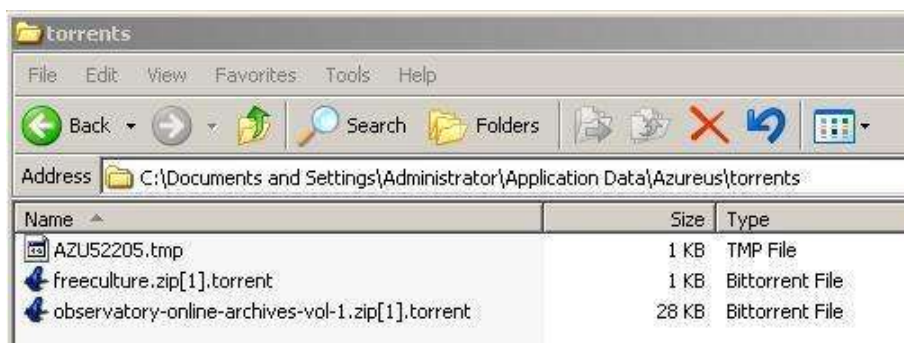 torrents
File Edit View Favorites Tools Help
Back Search Folders
Address C:\Documents and Settings\Administrator\Application Data\Azureus\torrents
Name Size Type
AZU52205.tmp 1 KB TMP File
freeculture.zip[1].torrent 1 KB Bittorrent File
observatory-online-archives-vol-1.zip[1].torrent 28 KB Bittorrent File